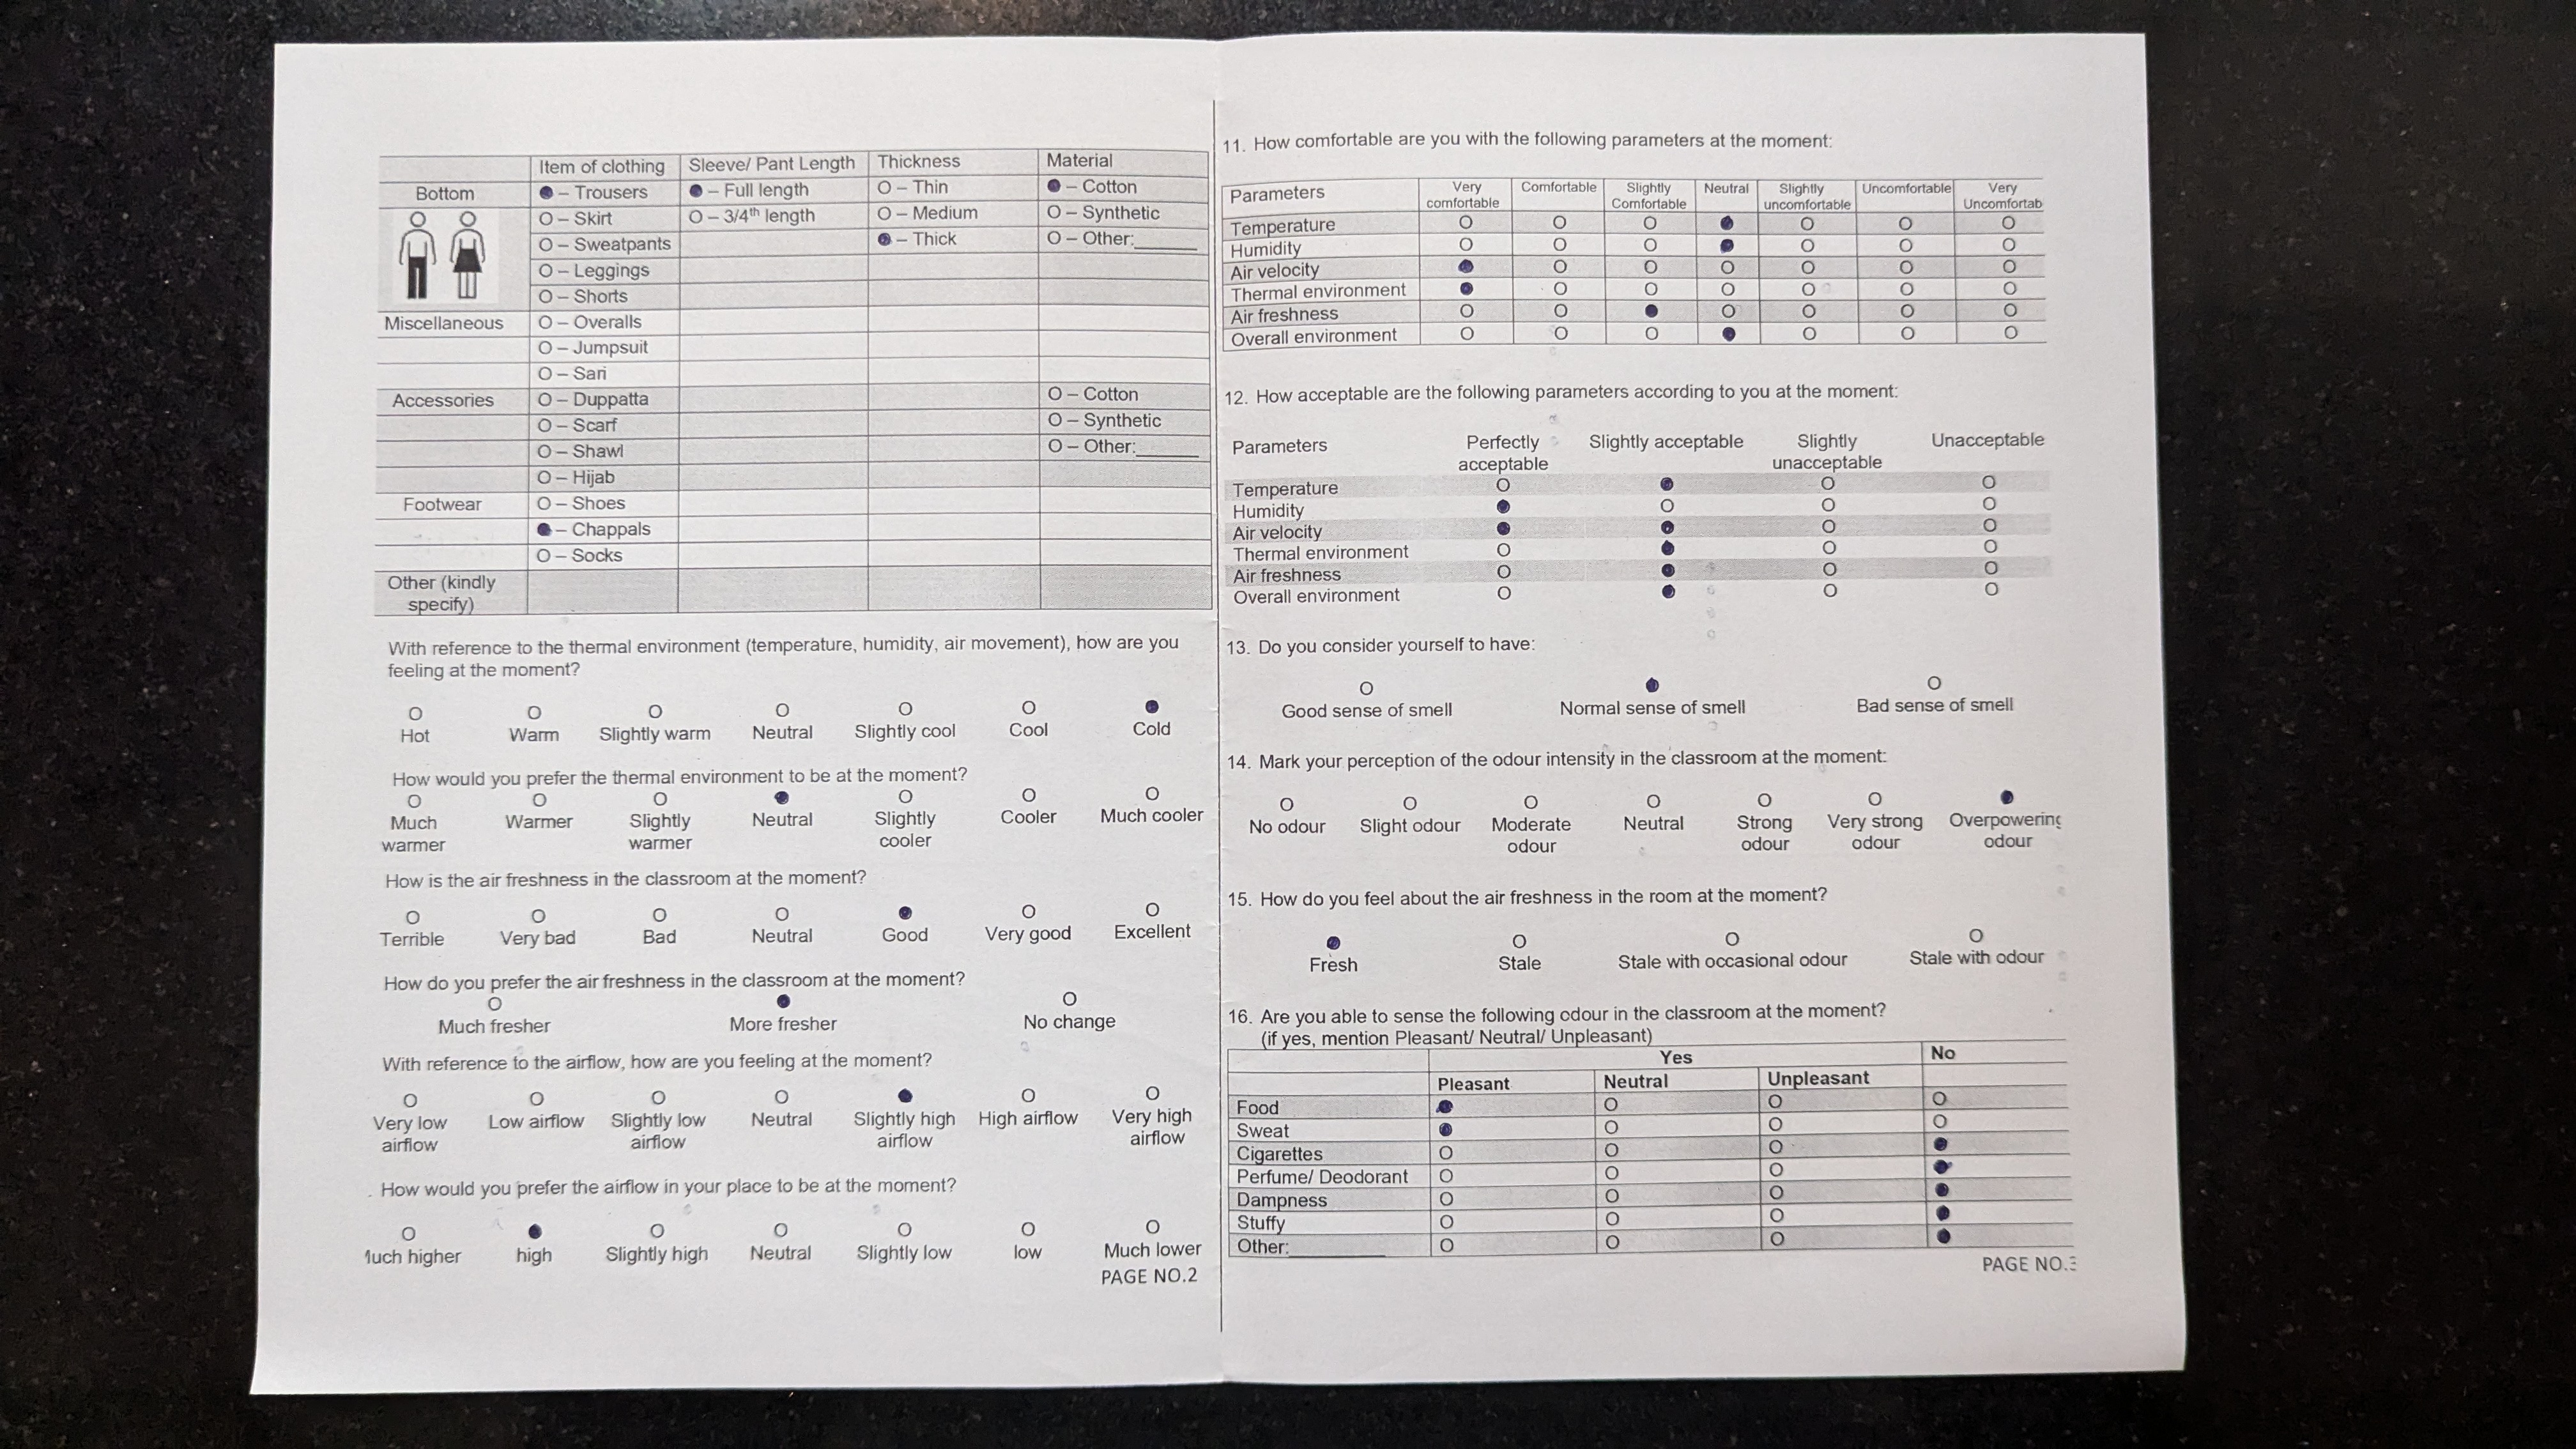 Item of clothing Sleeve/ Pant Length Thickness Material
Bottom ● – Trousers ● – Full length O – Thin ● – Cotton
O – Skirt O – 3/4th length O – Medium O – Synthetic
O – Sweatpants ● – Thick O – Other:______
O – Leggings
O – Shorts
Miscellaneous O – Overalls
O – Jumpsuit
O – Sari
Accessories O – Duppatta O – Cotton
O – Scarf O – Synthetic
O – Shawl O – Other:______
O – Hijab
Footwear O – Shoes
● – Chappals
O – Socks
Other (kindly
specify)
With reference to the thermal environment (temperature, humidity, air movement), how are you
feeling at the moment?
O O O O O O ●
Hot Warm Slightly warm Neutral Slightly cool Cool Cold
How would you prefer the thermal environment to be at the moment?
O O O ● O O O
Much Warmer Slightly Neutral Slightly Cooler Much cooler
warmer warmer cooler
How is the air freshness in the classroom at the moment?
O O O O ● O O
Terrible Very bad Bad Neutral Good Very good Excellent
How do you prefer the air freshness in the classroom at the moment?
O ● O
Much fresher More fresher No change
With reference to the airflow, how are you feeling at the moment?
O O O O ● O O
Very low Low airflow Slightly low Neutral Slightly high High airflow Very high
airflow airflow airflow airflow
. How would you prefer the airflow in your place to be at the moment?
O ● O O O O O
higher high Slightly high Neutral Slightly low low Much lower
PAGE NO.2
11. How comfortable are you with the following parameters at the moment:
Parameters Very Comfortable Slightly Neutral Slightly Uncomfortable Very
comfortable Comfortable uncomfortable Uncomfortab
Temperature O O O ● O O O
Humidity O O O ● O O O
Air velocity ● O O O O O O
Thermal environment ● O O O O O O
Air freshness O O ● O O O O
Overall environment O O O ● O O O
12. How acceptable are the following parameters according to you at the moment:
Parameters Perfectly Slightly acceptable Slightly Unacceptable
acceptable unacceptable
Temperature O ● O O
Humidity ● O O O
Air velocity ● ● O O
Thermal environment O ● O O
Air freshness O ● O O
Overall environment O ● O O
13. Do you consider yourself to have:
O ● O
Good sense of smell Normal sense of smell Bad sense of smell
14. Mark your perception of the odour intensity in the classroom at the moment:
O O O O O O ●
No odour Slight odour Moderate Neutral Strong Very strong Overpowering
odour odour odour odour
15. How do you feel about the air freshness in the room at the moment?
● O O O
Fresh Stale Stale with occasional odour Stale with odour
16. Are you able to sense the following odour in the classroom at the moment?
(if yes, mention Pleasant/ Neutral/ Unpleasant)
Yes No
Pleasant Neutral Unpleasant
Food ● O O O
Sweat ● O O O
Cigarettes O O O ●
Perfume/ Deodorant O O O ●
Dampness O O O ●
Stuffy O O O ●
Other:__________ O O O ●
PAGE NO.